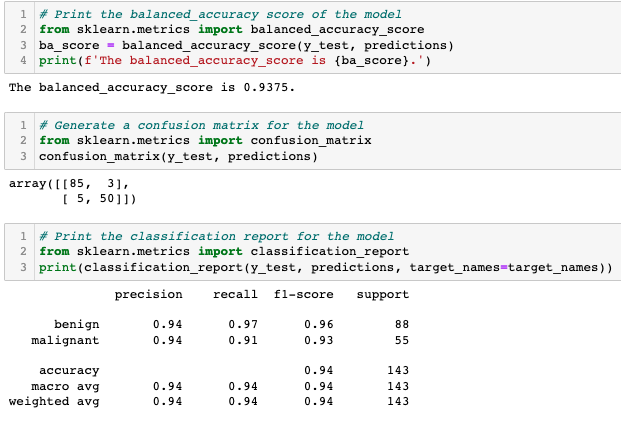 1 # Print the balanced_accuracy score of the model
2 from sklearn.metrics import balanced_accuracy_score
3 ba_score = balanced_accuracy_score(y_test, predictions)
4 print(f'The balanced_accuracy_score is {ba_score}.')
The balanced_accuracy_score is 0.9375.
1 # Generate a confusion matrix for the model
2 from sklearn.metrics import confusion_matrix
3 confusion_matrix(y_test, predictions)
array([[85,  3],
       [ 5, 50]])
1 # Print the classification report for the model
2 from sklearn.metrics import classification_report
3 print(classification_report(y_test, predictions, target_names=target_names))
              precision    recall  f1-score   support
      benign       0.94      0.97      0.96        88
   malignant       0.94      0.91      0.93        55
    accuracy                           0.94       143
   macro avg       0.94      0.94      0.94       143
weighted avg       0.94      0.94      0.94       143